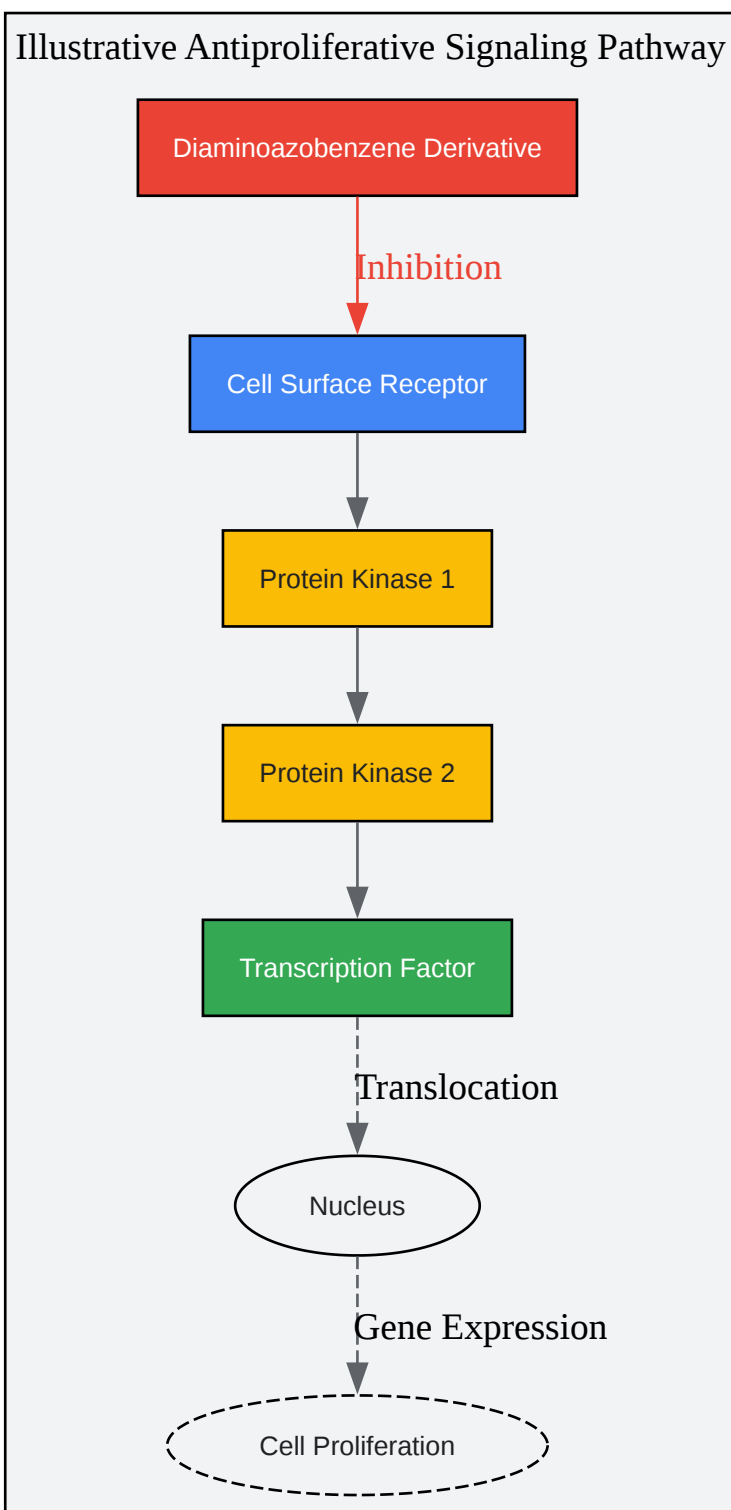 Illustrative Antiproliferative Signaling Pathway
Diaminoazobenzene Derivative
Inhibition
Cell Surface Receptor
Protein Kinase 1
Protein Kinase 2
Transcription Factor
Translocation
Nucleus
Gene Expression
Cell Proliferation